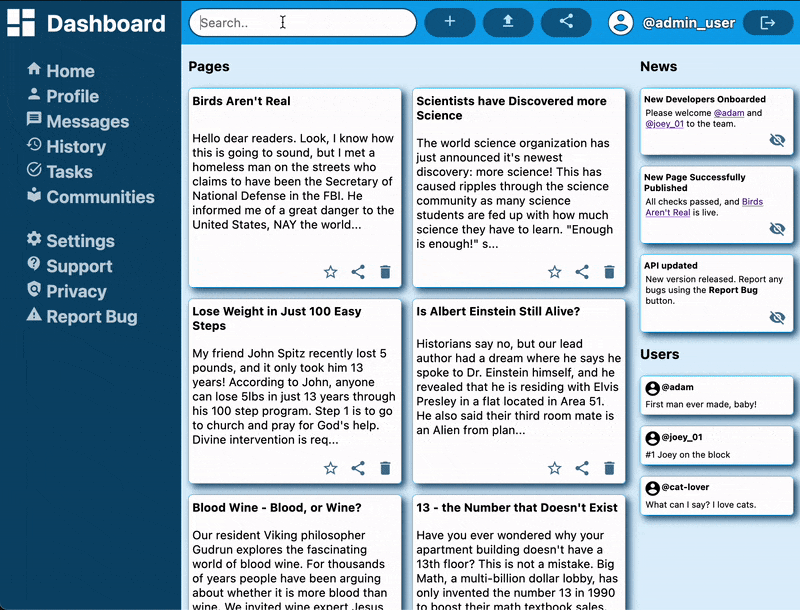 Dashboard
Search..
@admin_user
Home
Profile
Messages
History
Tasks
Communities
Settings
Support
Privacy
Report Bug
Pages
Birds Aren't Real
Hello dear readers. Look, I know how
this is going to sound, but I met a
homeless man on the streets who
claims to have been the Secretary of
National Defense in the FBI. He
informed me of a great danger to the
United States, NAY the world...
Scientists have Discovered more
Science
The world science organization has
just announced it's newest
discovery: more science! This has
caused ripples through the science
community as many science
students are fed up with how much
science they have to learn. "Enough
is enough!" s...
Lose Weight in Just 100 Easy
Steps
My friend John Spitz recently lost 5
pounds, and it only took him 13
years! According to John, anyone
can lose 5lbs in just 13 years through
his 100 step program. Step 1 is to go
to church and pray for God's help.
Divine intervention is req...
Is Albert Einstein Still Alive?
Historians say no, but our lead
author had a dream where he says he
spoke to Dr. Einstein himself, and he
revealed that he is residing with Elvis
Presley in a flat located in Area 51.
He also said their third room mate is
an Alien from plan...
Blood Wine - Blood, or Wine?
Our resident Viking philosopher
Gudrun explores the fascinating
world of blood wine. For thousands
of years people have been arguing
about whether it is more blood than
wine. We invited wine expert Jesus
13 - the Number that Doesn't Exist
Have you ever wondered why your
apartment building doesn't have a
13th floor? This is not a mistake. Big
Math, a multi-billion dollar lobby, has
only invented the number 13 in 1990
to boost their math textbook sales.
News
New Developers Onboarded
Please welcome @adam and
@joey_01 to the team.
New Page Successfully
Published
All checks passed, and Birds
Aren't Real is live.
API updated
New version released. Report any
bugs using the Report Bug
button.
Users
@adam
First man ever made, baby!
@joey_01
#1 Joey on the block
@cat-lover
What can I say? I love cats.